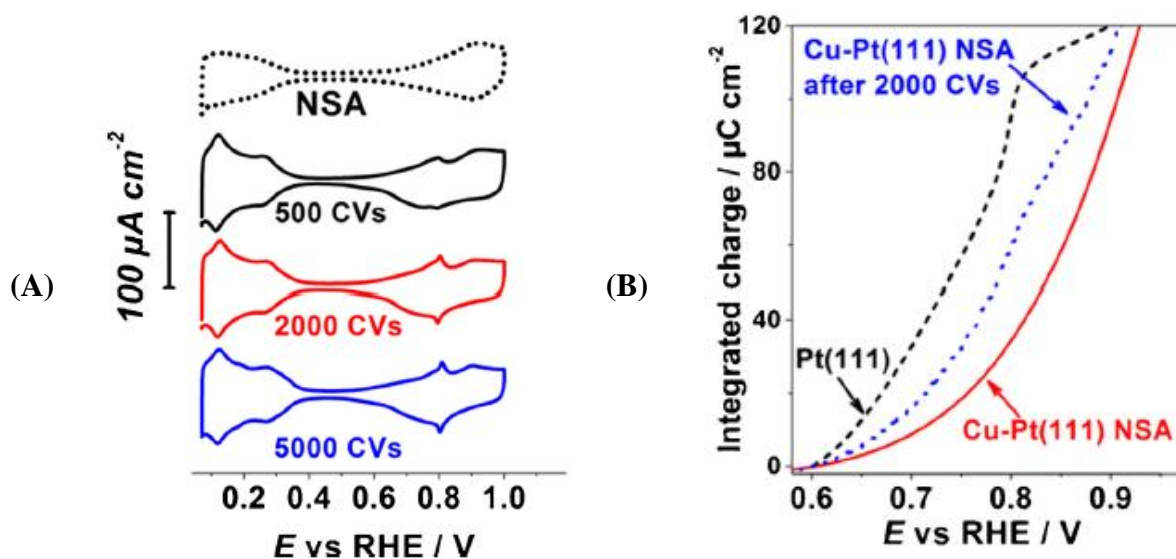 (A)
100 µA cm⁻²
NSA
500 CVs
2000 CVs
5000 CVs
0.2 0.4 0.6 0.8 1.0
E vs RHE / V
(B)
Integrated charge / µC cm⁻²
120
80
40
0
Cu-Pt(111) NSA
after 2000 CVs
Pt(111)
Cu-Pt(111) NSA
0.6 0.7 0.8 0.9
E vs RHE / V